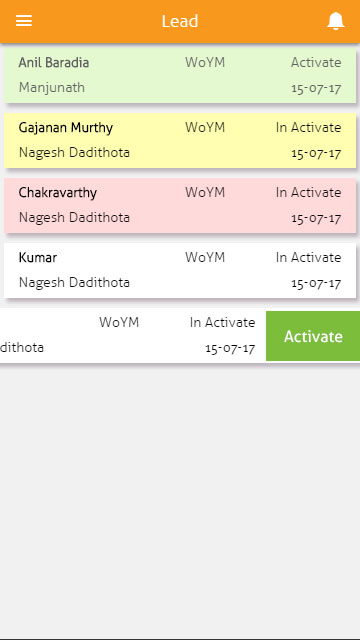 Lead
Anil Baradia WoYM Activate
Manjunath 15-07-17
Gajanan Murthy WoYM In Activate
Nagesh Dadithota 15-07-17
Chakravarthy WoYM In Activate
Nagesh Dadithota 15-07-17
Kumar WoYM In Activate
Nagesh Dadithota 15-07-17
WoYM In Activate Activate
dithota 15-07-17